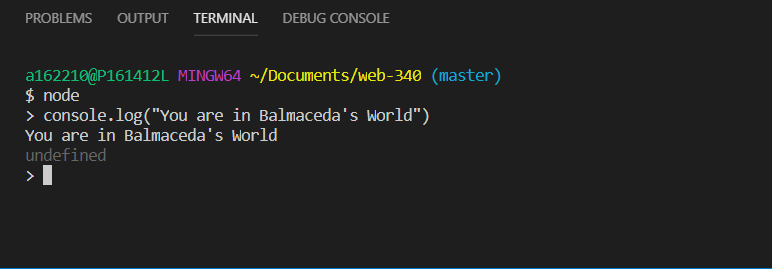 PROBLEMS OUTPUT TERMINAL DEBUG CONSOLE
a162210@P161412L MINGW64 ~/Documents/web-340 (master)
$ node
> console.log("You are in Balmaceda's World")
You are in Balmaceda's World
undefined
>